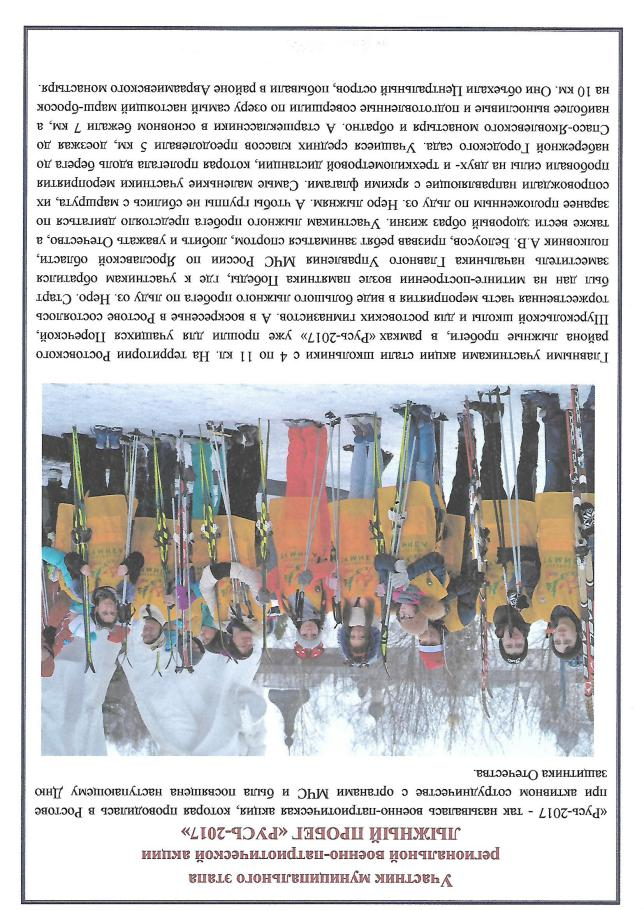 Участник муниципального этапа
региональной военно-патриотической акции
ЛЫЖНЫЙ ПРОБЕГ «РУСЬ-2017»
«Русь-2017 - так называлась военно-патриотическая акция, которая проводилась в Ростове
при активном сотрудничестве с органами МЧС и была посвящена наступающему Дню
защитника Отечества.
Главными участниками акции стали школьники с 4 по 11 кл. На территории Ростовского
района лыжные пробеги, в рамках «Русь-2017» уже прошли для учащихся Поречской,
Шурскольской школы и для ростовских гимназистов. А в воскресенье в Ростове состоялось
торжественная часть мероприятия в виде большого лыжного пробега по льду оз. Неро. Старт
был дан на митинге-построении возле памятника Победы, где к участникам обратился
заместитель начальника Главного Управления МЧС России по Ярославской области,
полковник А.В. Белоусов, призвав ребят заниматься спортом, любить и уважать Отечество, а
также вести здоровый образ жизни. Участникам лыжного пробега предстояло двигаться по
заранее проложенным по льду оз. Неро лыжням. А чтобы группы не сбились с маршрута, их
сопровождали направляющие с яркими флагами. Самые маленькие участники мероприятия
пробовали силы на двух- и трехкилометровой дистанции, которая пролегала вдоль берега до
набережной Городского сада. Учащиеся средних классов преодолевали 5 км, доезжая до
Спасо-Яковлевского монастыря и обратно. А старшеклассники в основном бежали 7 км, а
наиболее выносливые и подготовленные совершили по озеру самый настоящий марш-бросок
на 10 км. Они объехали Центральный остров, побывали в районе Авраамиевского монастыря.